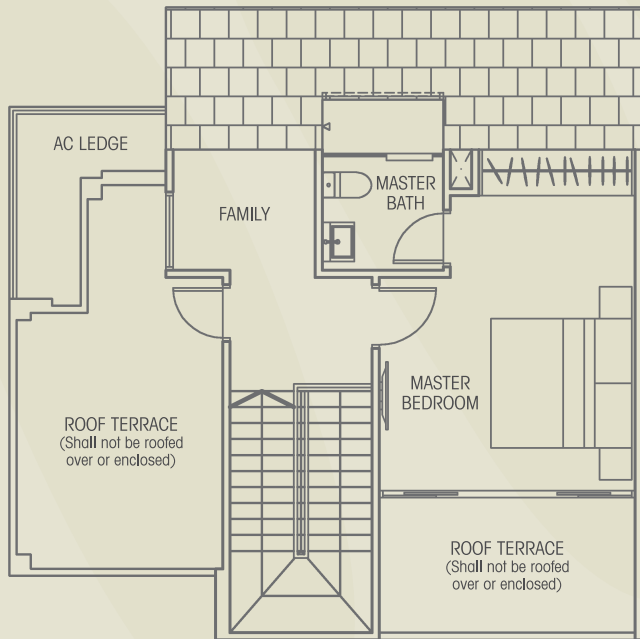 AC LEDGE
FAMILY
MASTER
BATH
MASTER
BEDROOM
ROOF TERRACE
(Shall not be roofed
over or enclosed)
ROOF TERRACE
(Shall not be roofed
over or enclosed)